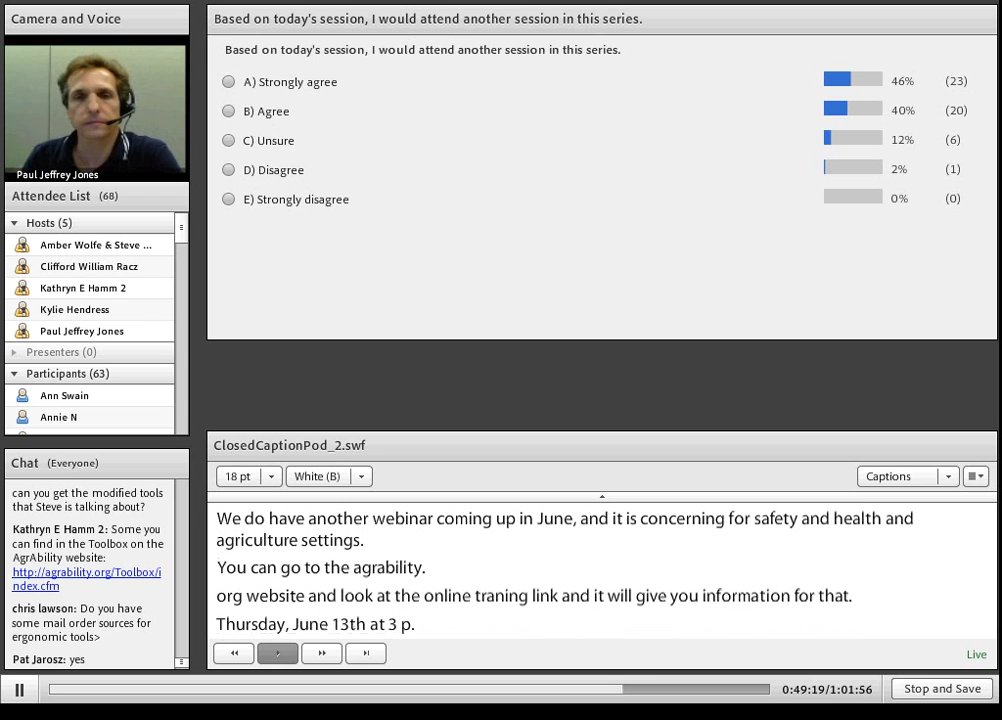 Camera and Voice
Paul Jeffrey Jones
Attendee List (68)
Hosts (5)
Amber Wolfe & Steve ...
Clifford William Racz
Kathryn E Hamm 2
Kylie Hendress
Paul Jeffrey Jones
Presenters (0)
Participants (63)
Ann Swain
Annie N
Chat (Everyone)
can you get the modified tools
that Steve is talking about?
Kathryn E Hamm 2: Some you
can find in the Toolbox on the
AgrAbility website:
http://agrability.org/Toolbox/i
ndex.cfm
chris lawson: Do you have
some mail order sources for
ergonomic tools>
Pat Jarosz: yes
Based on today's session, I would attend another session in this series.
Based on today's session, I would attend another session in this series.
A) Strongly agree 46% (23)
B) Agree 40% (20)
C) Unsure 12% (6)
D) Disagree 2% (1)
E) Strongly disagree 0% (0)
ClosedCaptionPod_2.swf
18 pt White (B) Captions
We do have another webinar coming up in June, and it is concerning for safety and health and
agriculture settings.
You can go to the agrability.
org website and look at the online traning link and it will give you information for that.
Thursday, June 13th at 3 p.
Live
0:49:19/1:01:56 Stop and Save